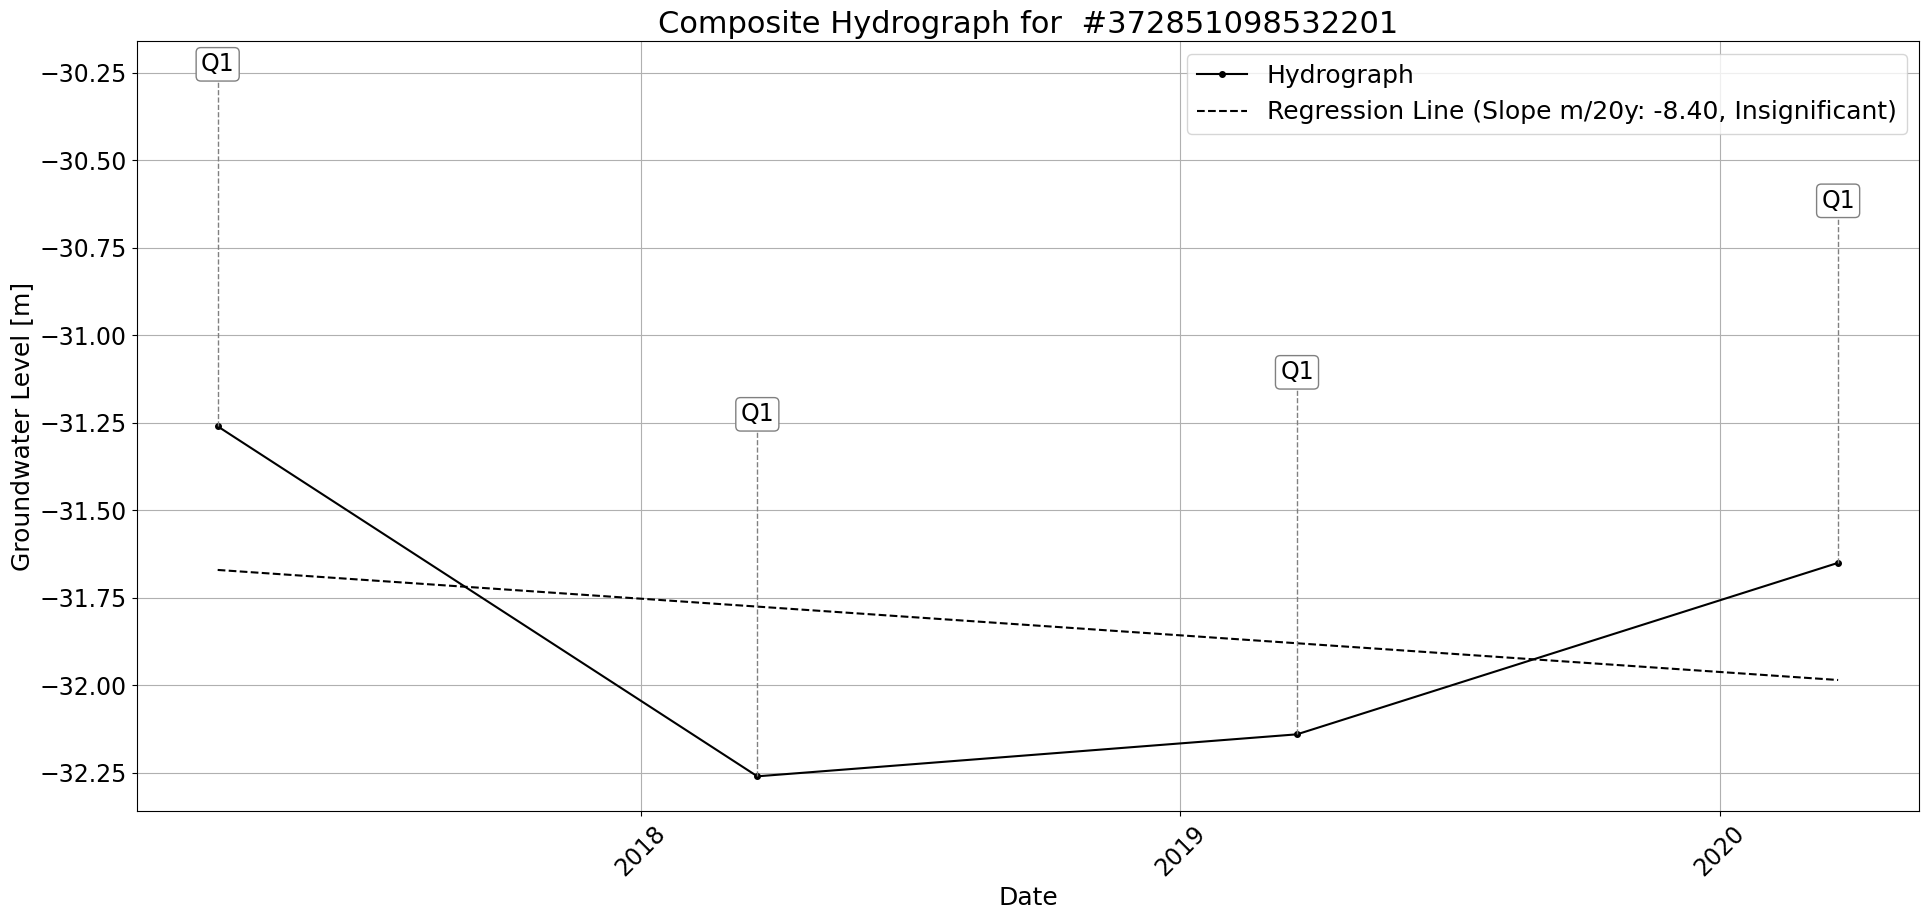 Composite Hydrograph for  #372851098532201
Hydrograph
Regression Line (Slope m/20y: -8.40, Insignificant)
Q1
Q1
Q1
Q1
Groundwater Level [m]
−30.25
−30.50
−30.75
−31.00
−31.25
−31.50
−31.75
−32.00
−32.25
2018
2019
2020
Date